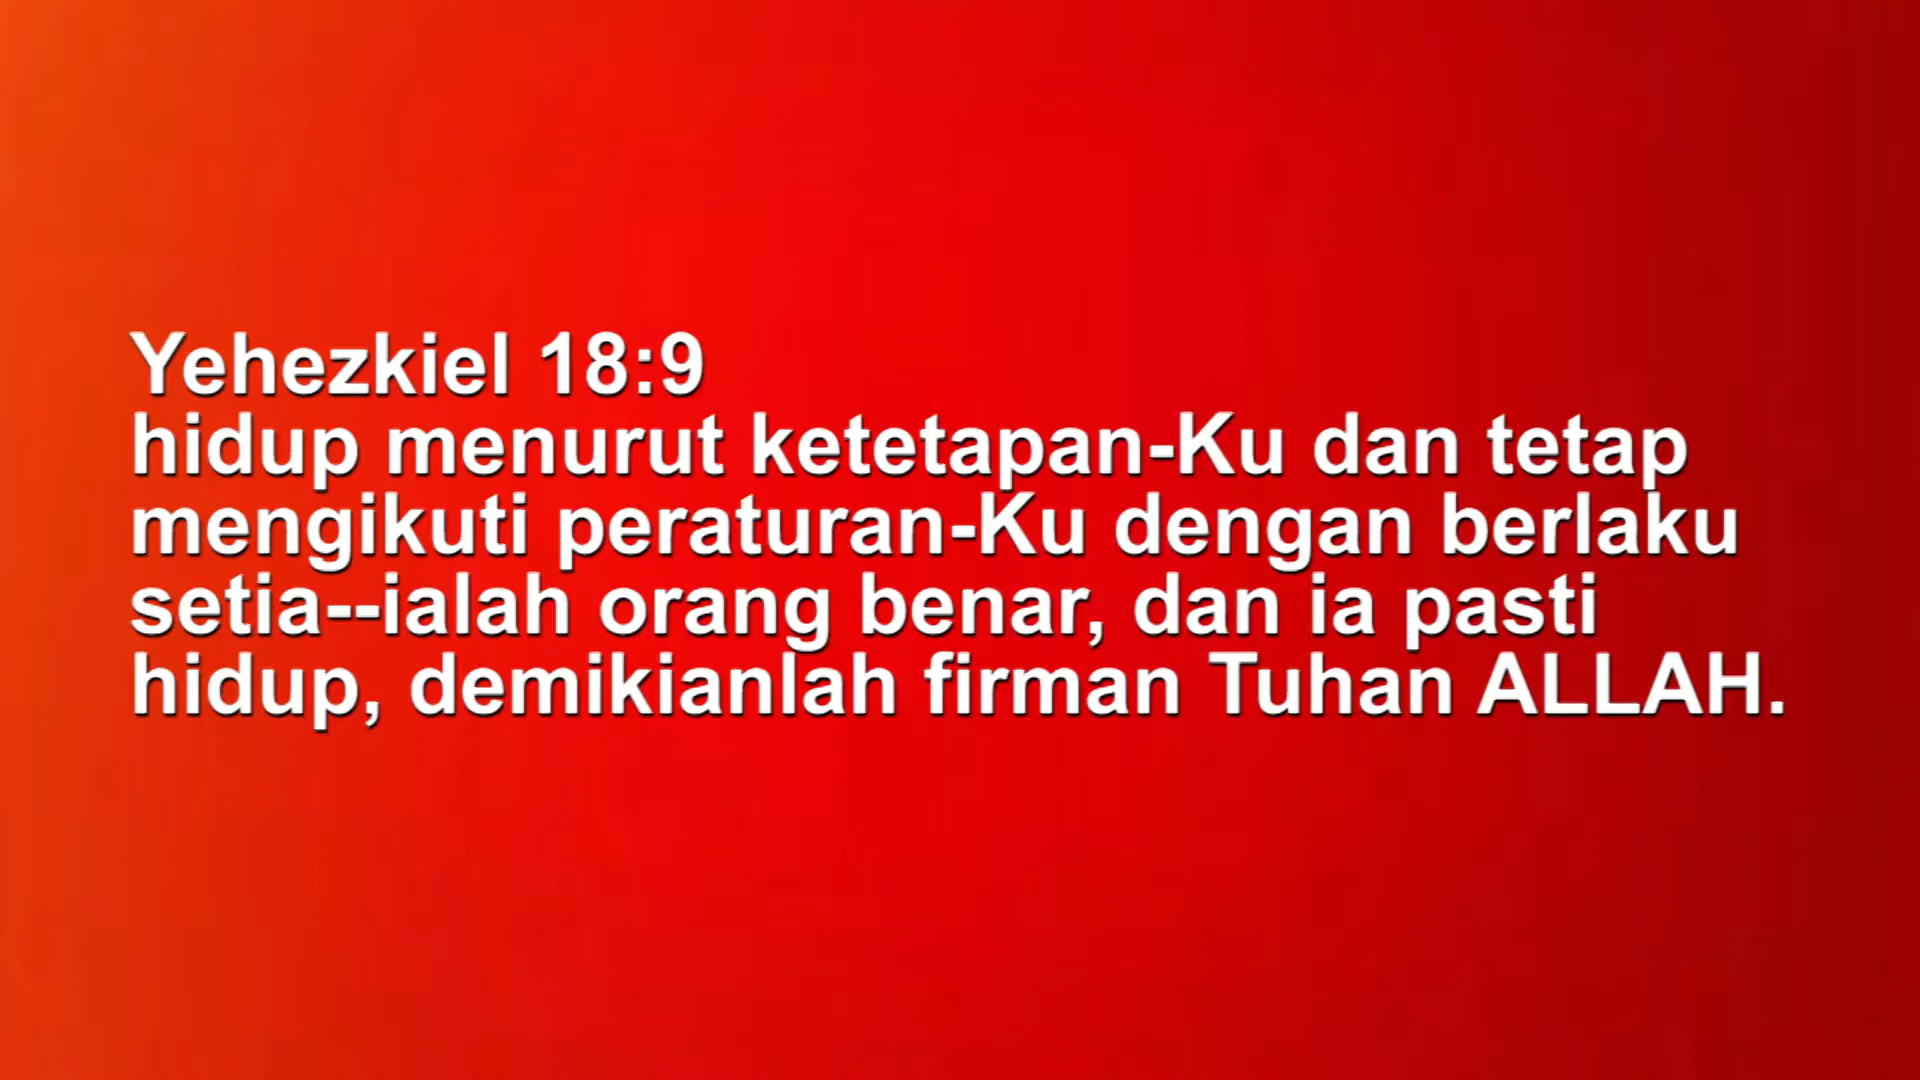 Yehezkiel 18:9
hidup menurut ketetapan-Ku dan tetap
mengikuti peraturan-Ku dengan berlaku
setia--ialah orang benar, dan ia pasti
hidup, demikianlah firman Tuhan ALLAH.